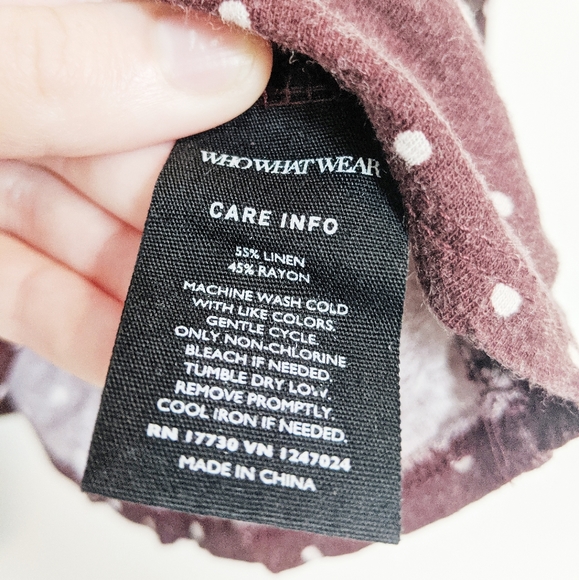 WHO WHAT WEAR
CARE INFO
55% LINEN
45% RAYON
MACHINE WASH COLD
WITH LIKE COLORS.
GENTLE CYCLE.
ONLY NON-CHLORINE
BLEACH IF NEEDED.
TUMBLE DRY LOW.
REMOVE PROMPTLY.
COOL IRON IF NEEDED.
RN 17730 VN 1247024
MADE IN CHINA